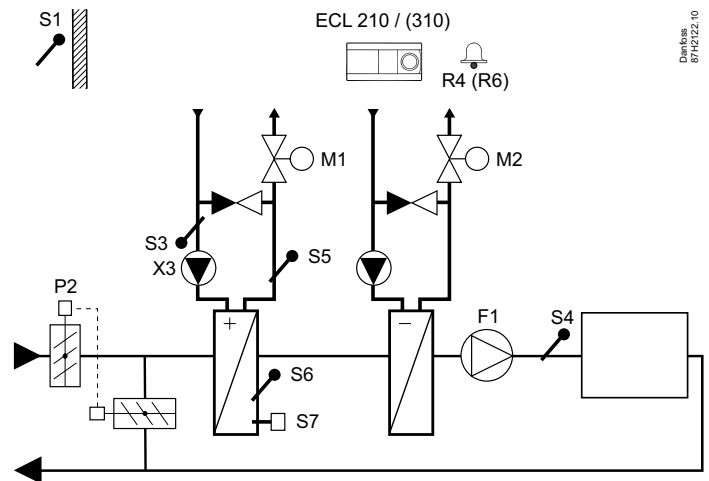 S1
ECL 210 / (310)
Danfoss
87H2122.10
R4 (R6)
M1
M2
S3
X3
S5
P2
+
−
F1
S4
S6
S7